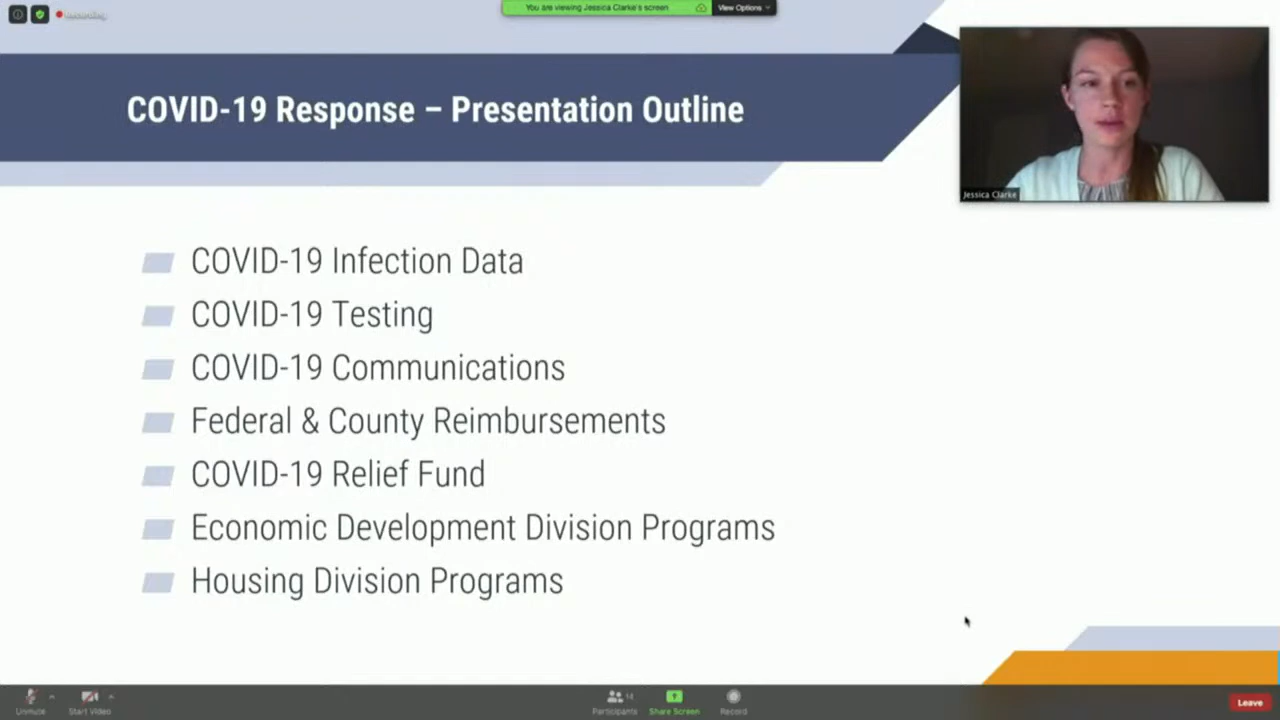 Recording
You are viewing Jessica Clarke's screen
View Options
COVID-19 Response – Presentation Outline
Jessica Clarke
COVID-19 Infection Data
COVID-19 Testing
COVID-19 Communications
Federal & County Reimbursements
COVID-19 Relief Fund
Economic Development Division Programs
Housing Division Programs
Unmute
Start Video
Participants
14
Share Screen
Record
Leave